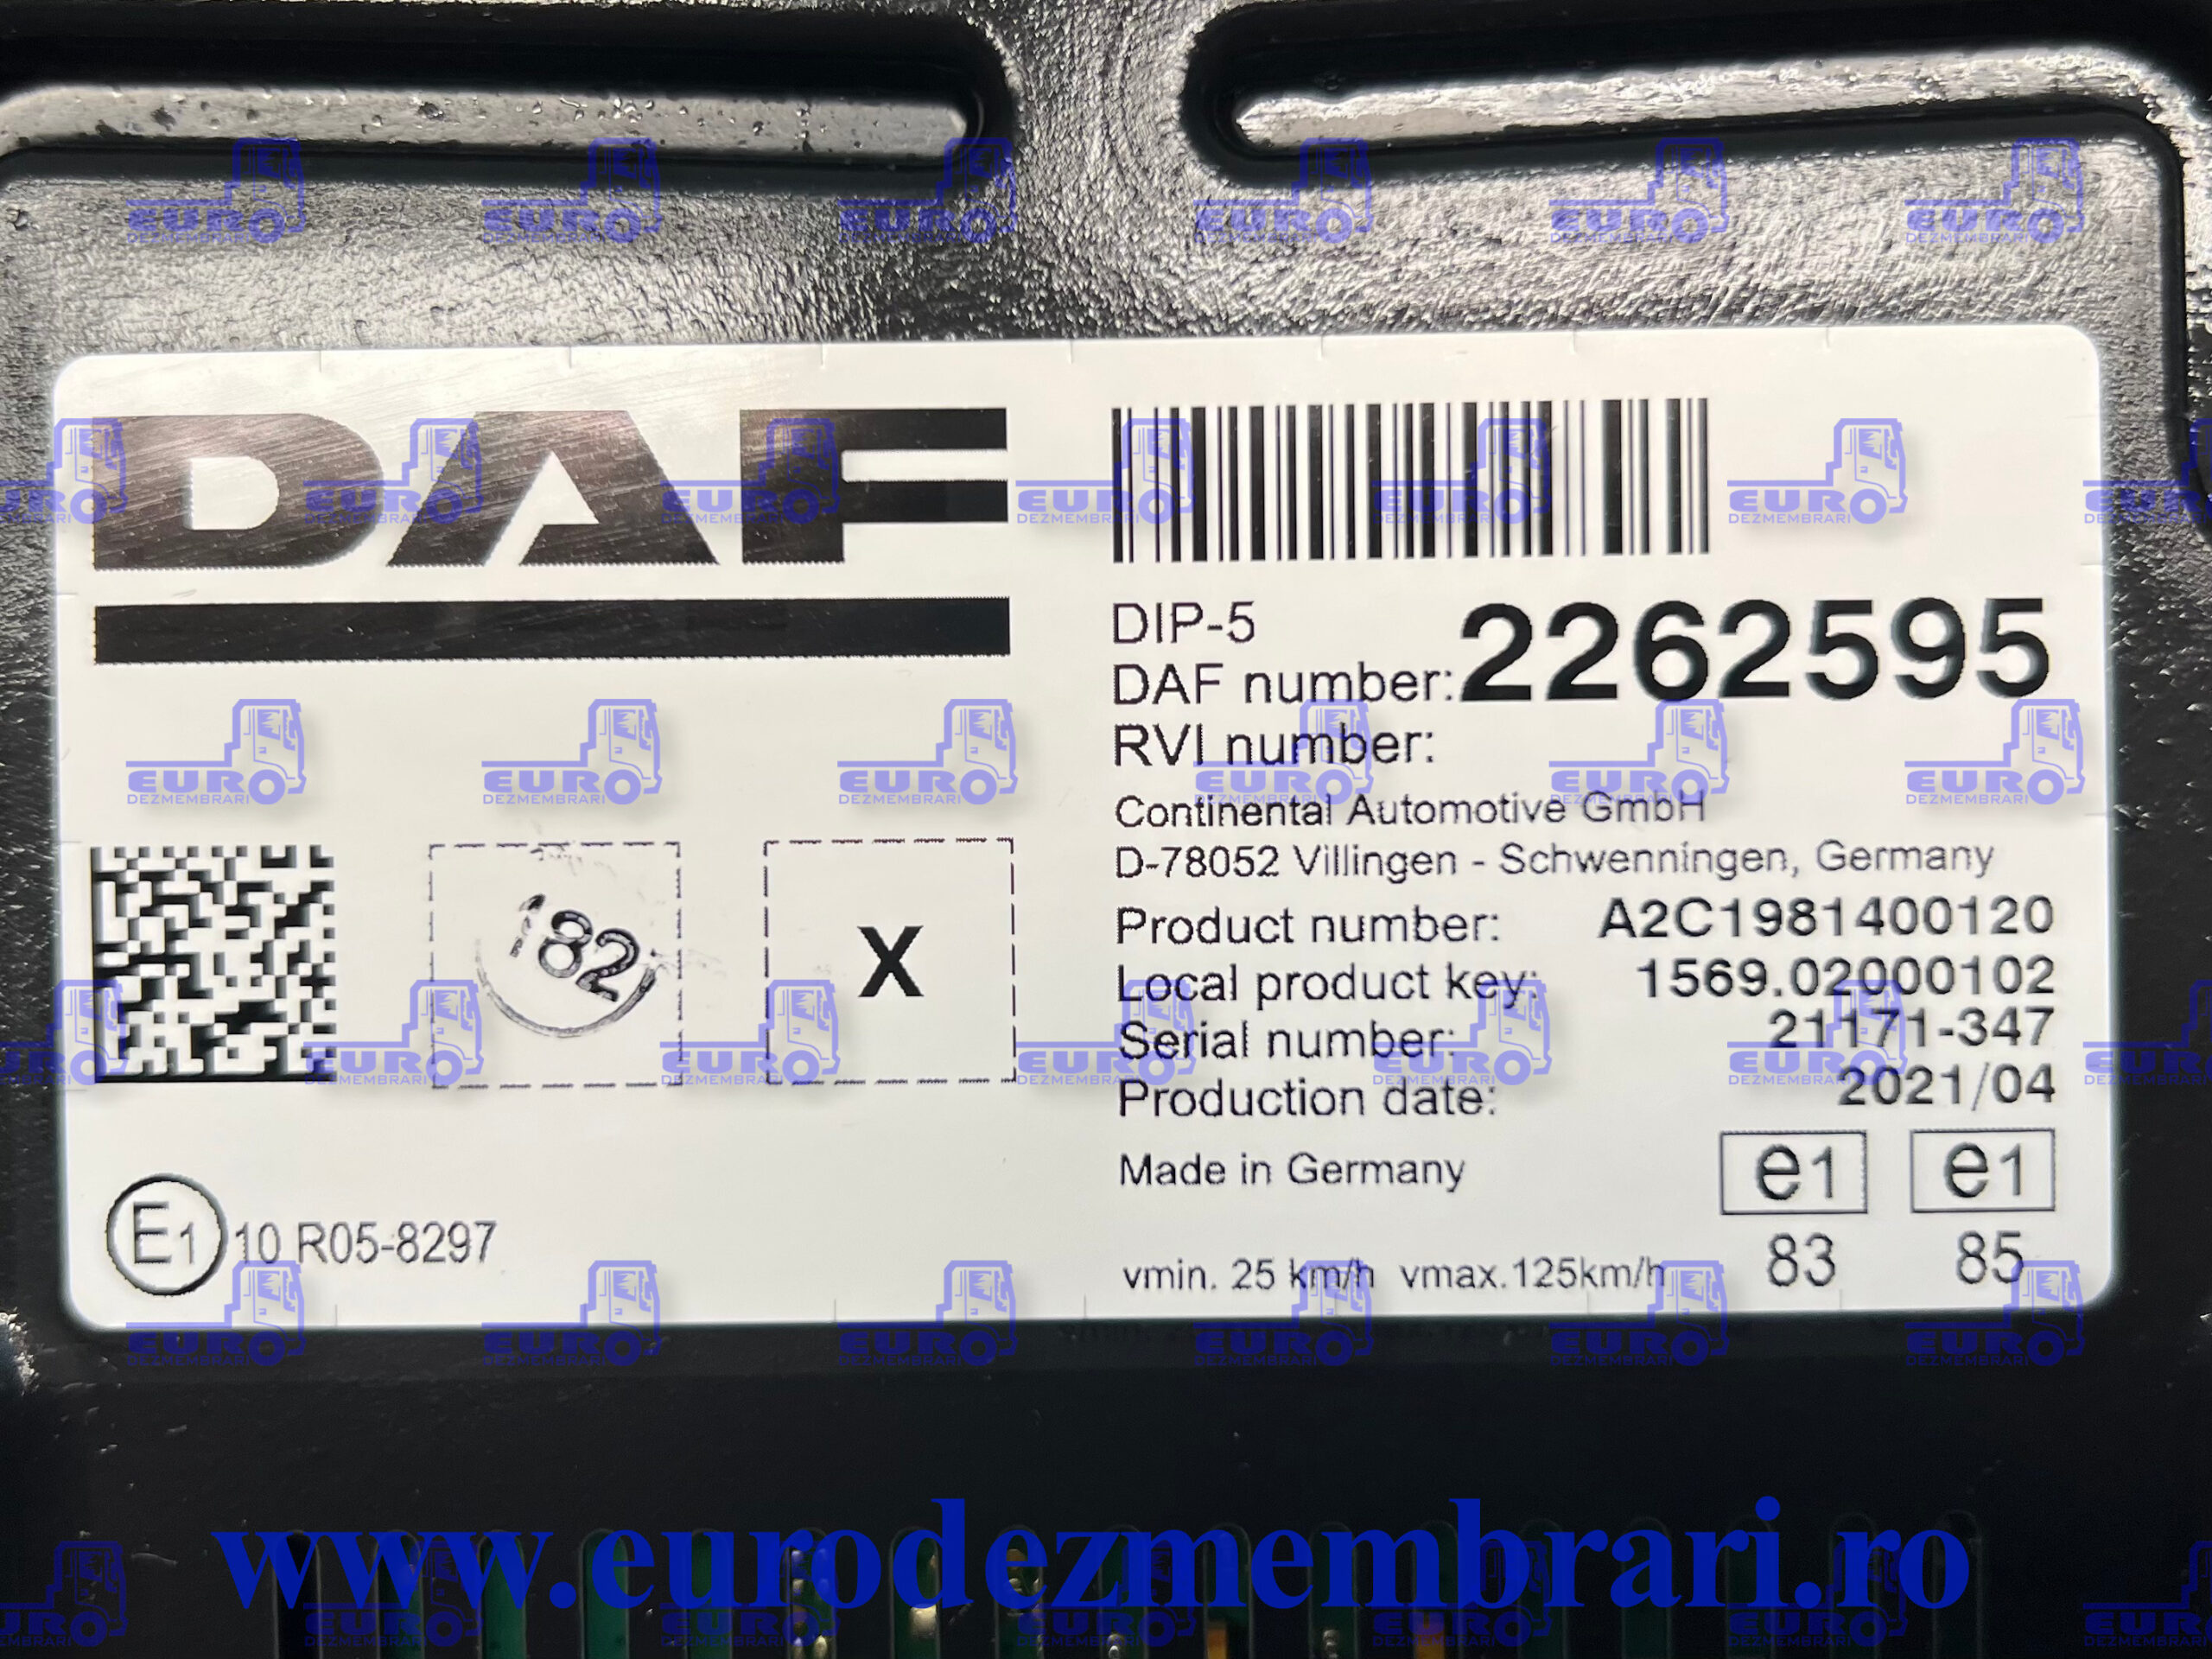 DAF
DIP-5
DAF number: 2262595
RVI number:
Continental Automotive GmbH
D-78052 Villingen - Schwenningen, Germany
Product number: A2C1981400120
Local product key: 1569.02000102
Serial number: 21171-347
Production date: 2021/04
Made in Germany
e1 e1
83 85
vmin. 25 km/h vmax.125km/h
182
X
E1 10 R05-8297
EURO
DEZMEMBRARI
www.eurodezmembrari.ro